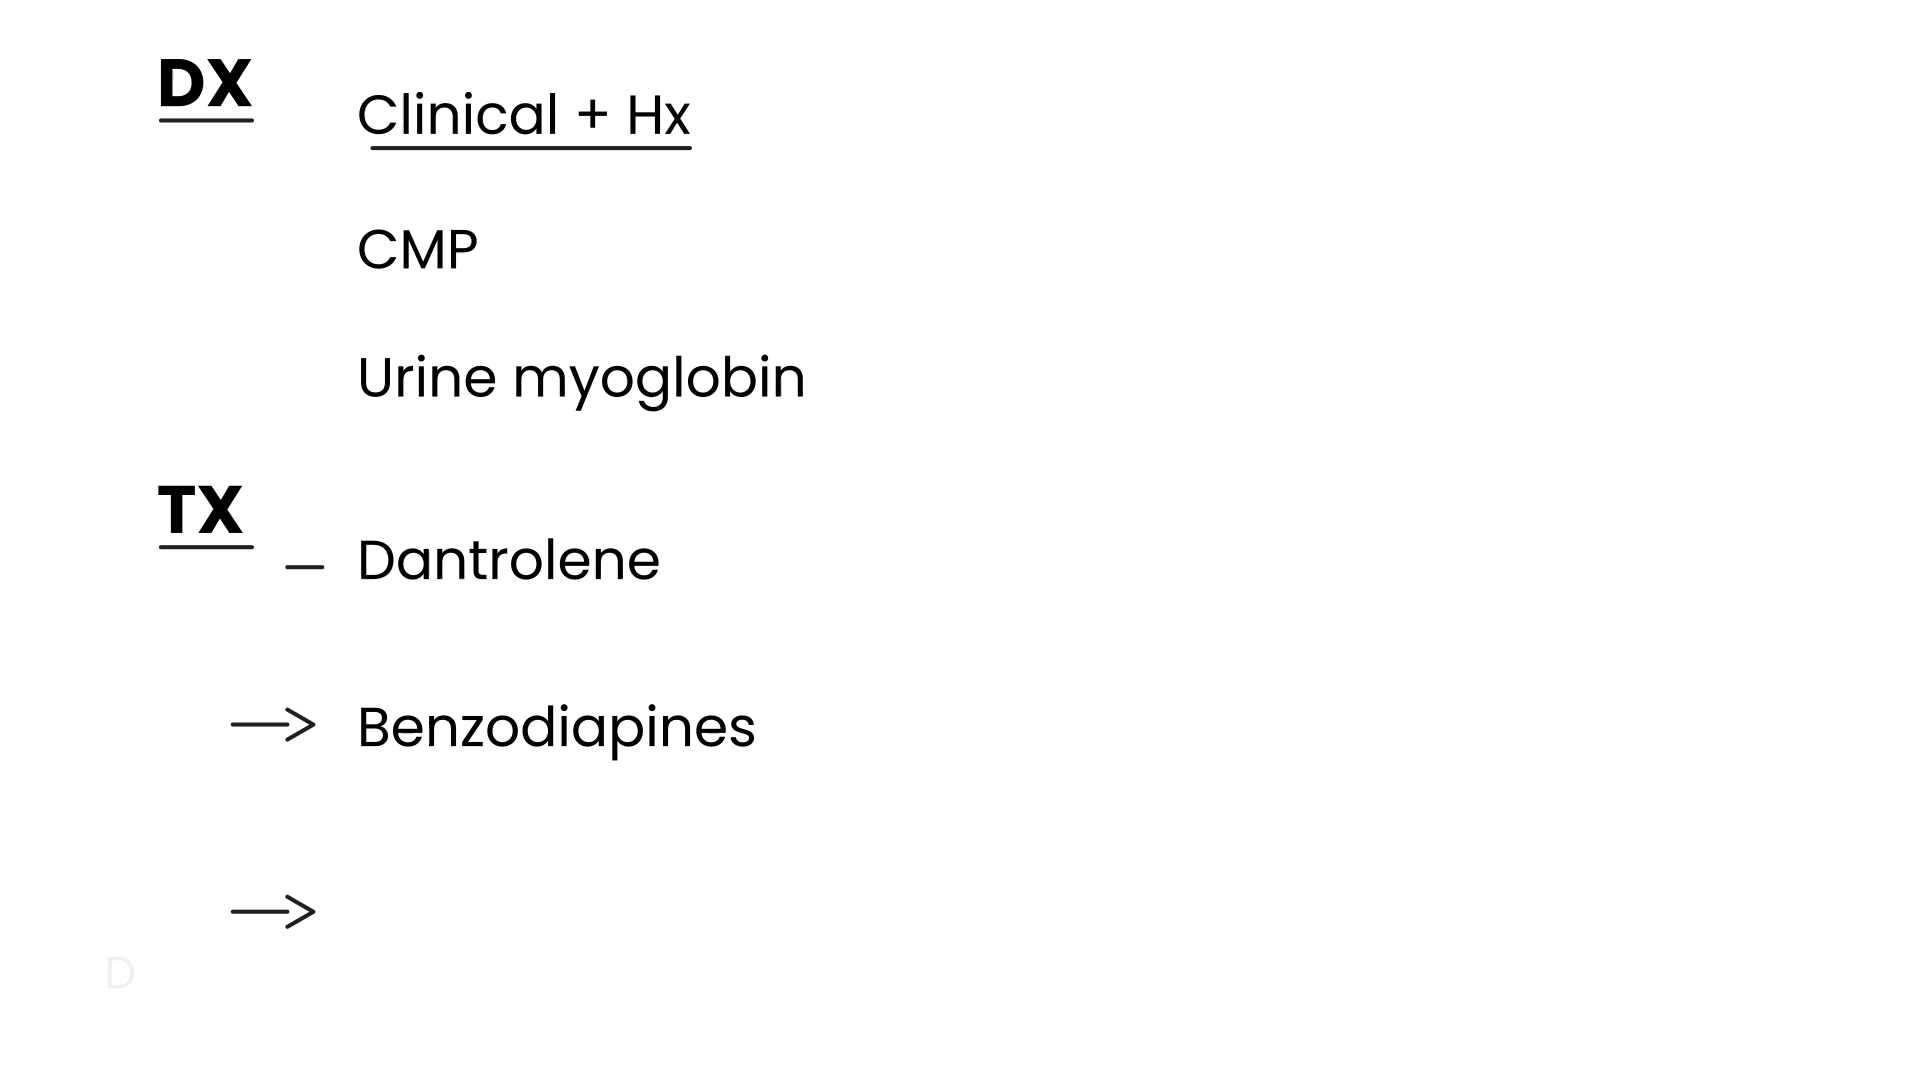 DX
Clinical + Hx
CMP
Urine myoglobin
TX
– Dantrolene
→ Benzodiapines
→
D